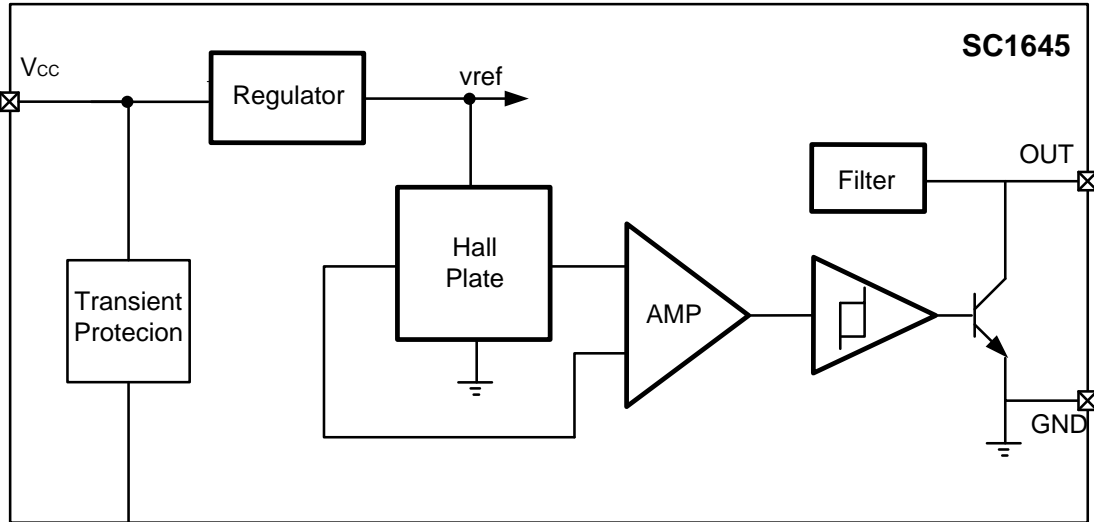 SC1645
Vcc
Regulator
vref
OUT
Filter
Hall
Plate
Transient
Protecion
AMP
GND